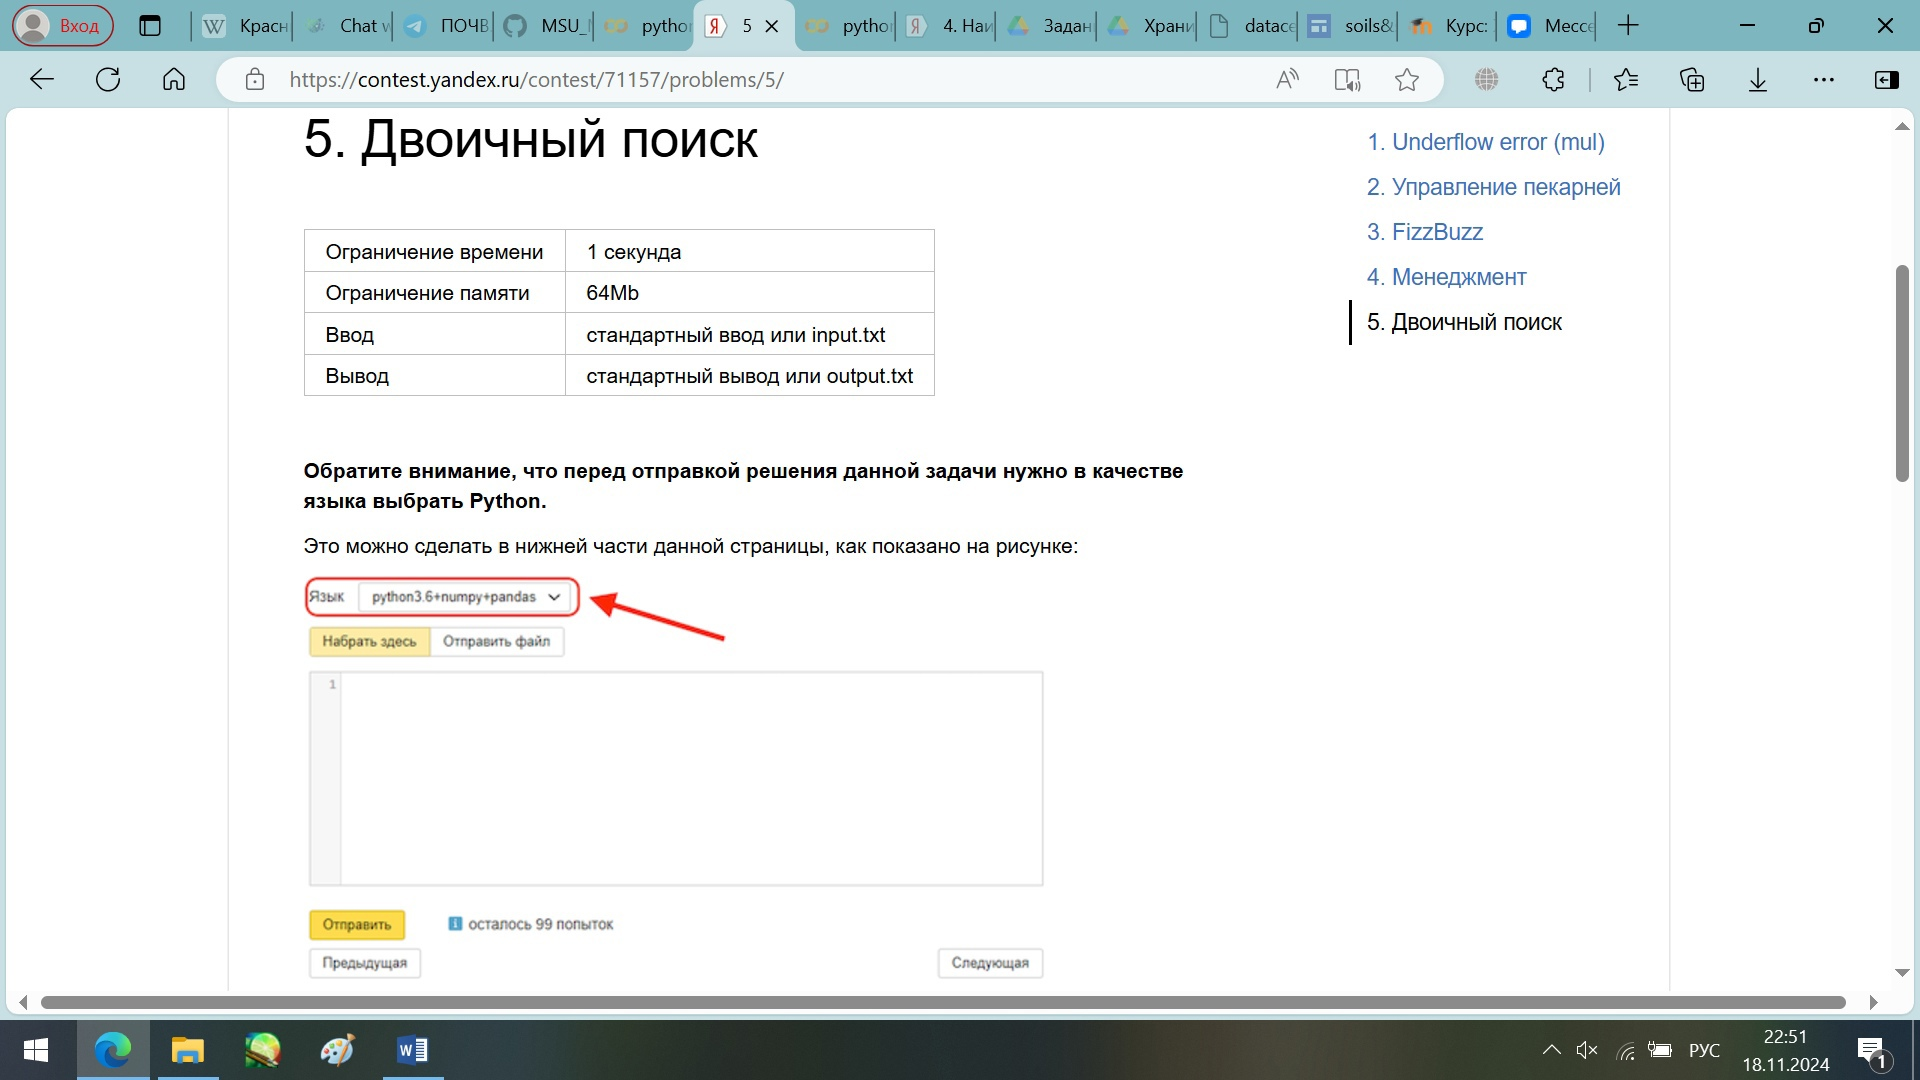 Вход
Красн
Chat w
ПОЧВ
MSU_
pythor
5
pythor
4. Наи
Задан
Храни
datace
soils&
Курс:
Мессе
https://contest.yandex.ru/contest/71157/problems/5/
5. Двоичный поиск
Ограничение времени 1 секунда
Ограничение памяти 64Mb
Ввод стандартный ввод или input.txt
Вывод стандартный вывод или output.txt
Обратите внимание, что перед отправкой решения данной задачи нужно в качестве
языка выбрать Python.
Это можно сделать в нижней части данной страницы, как показано на рисунке:
Язык python3.6+numpy+pandas
Набрать здесь Отправить файл
1
Отправить осталось 99 попыток
Предыдущая Следующая
1. Underflow error (mul)
2. Управление пекарней
3. FizzBuzz
4. Менеджмент
5. Двоичный поиск
РУС
22:51
18.11.2024
1